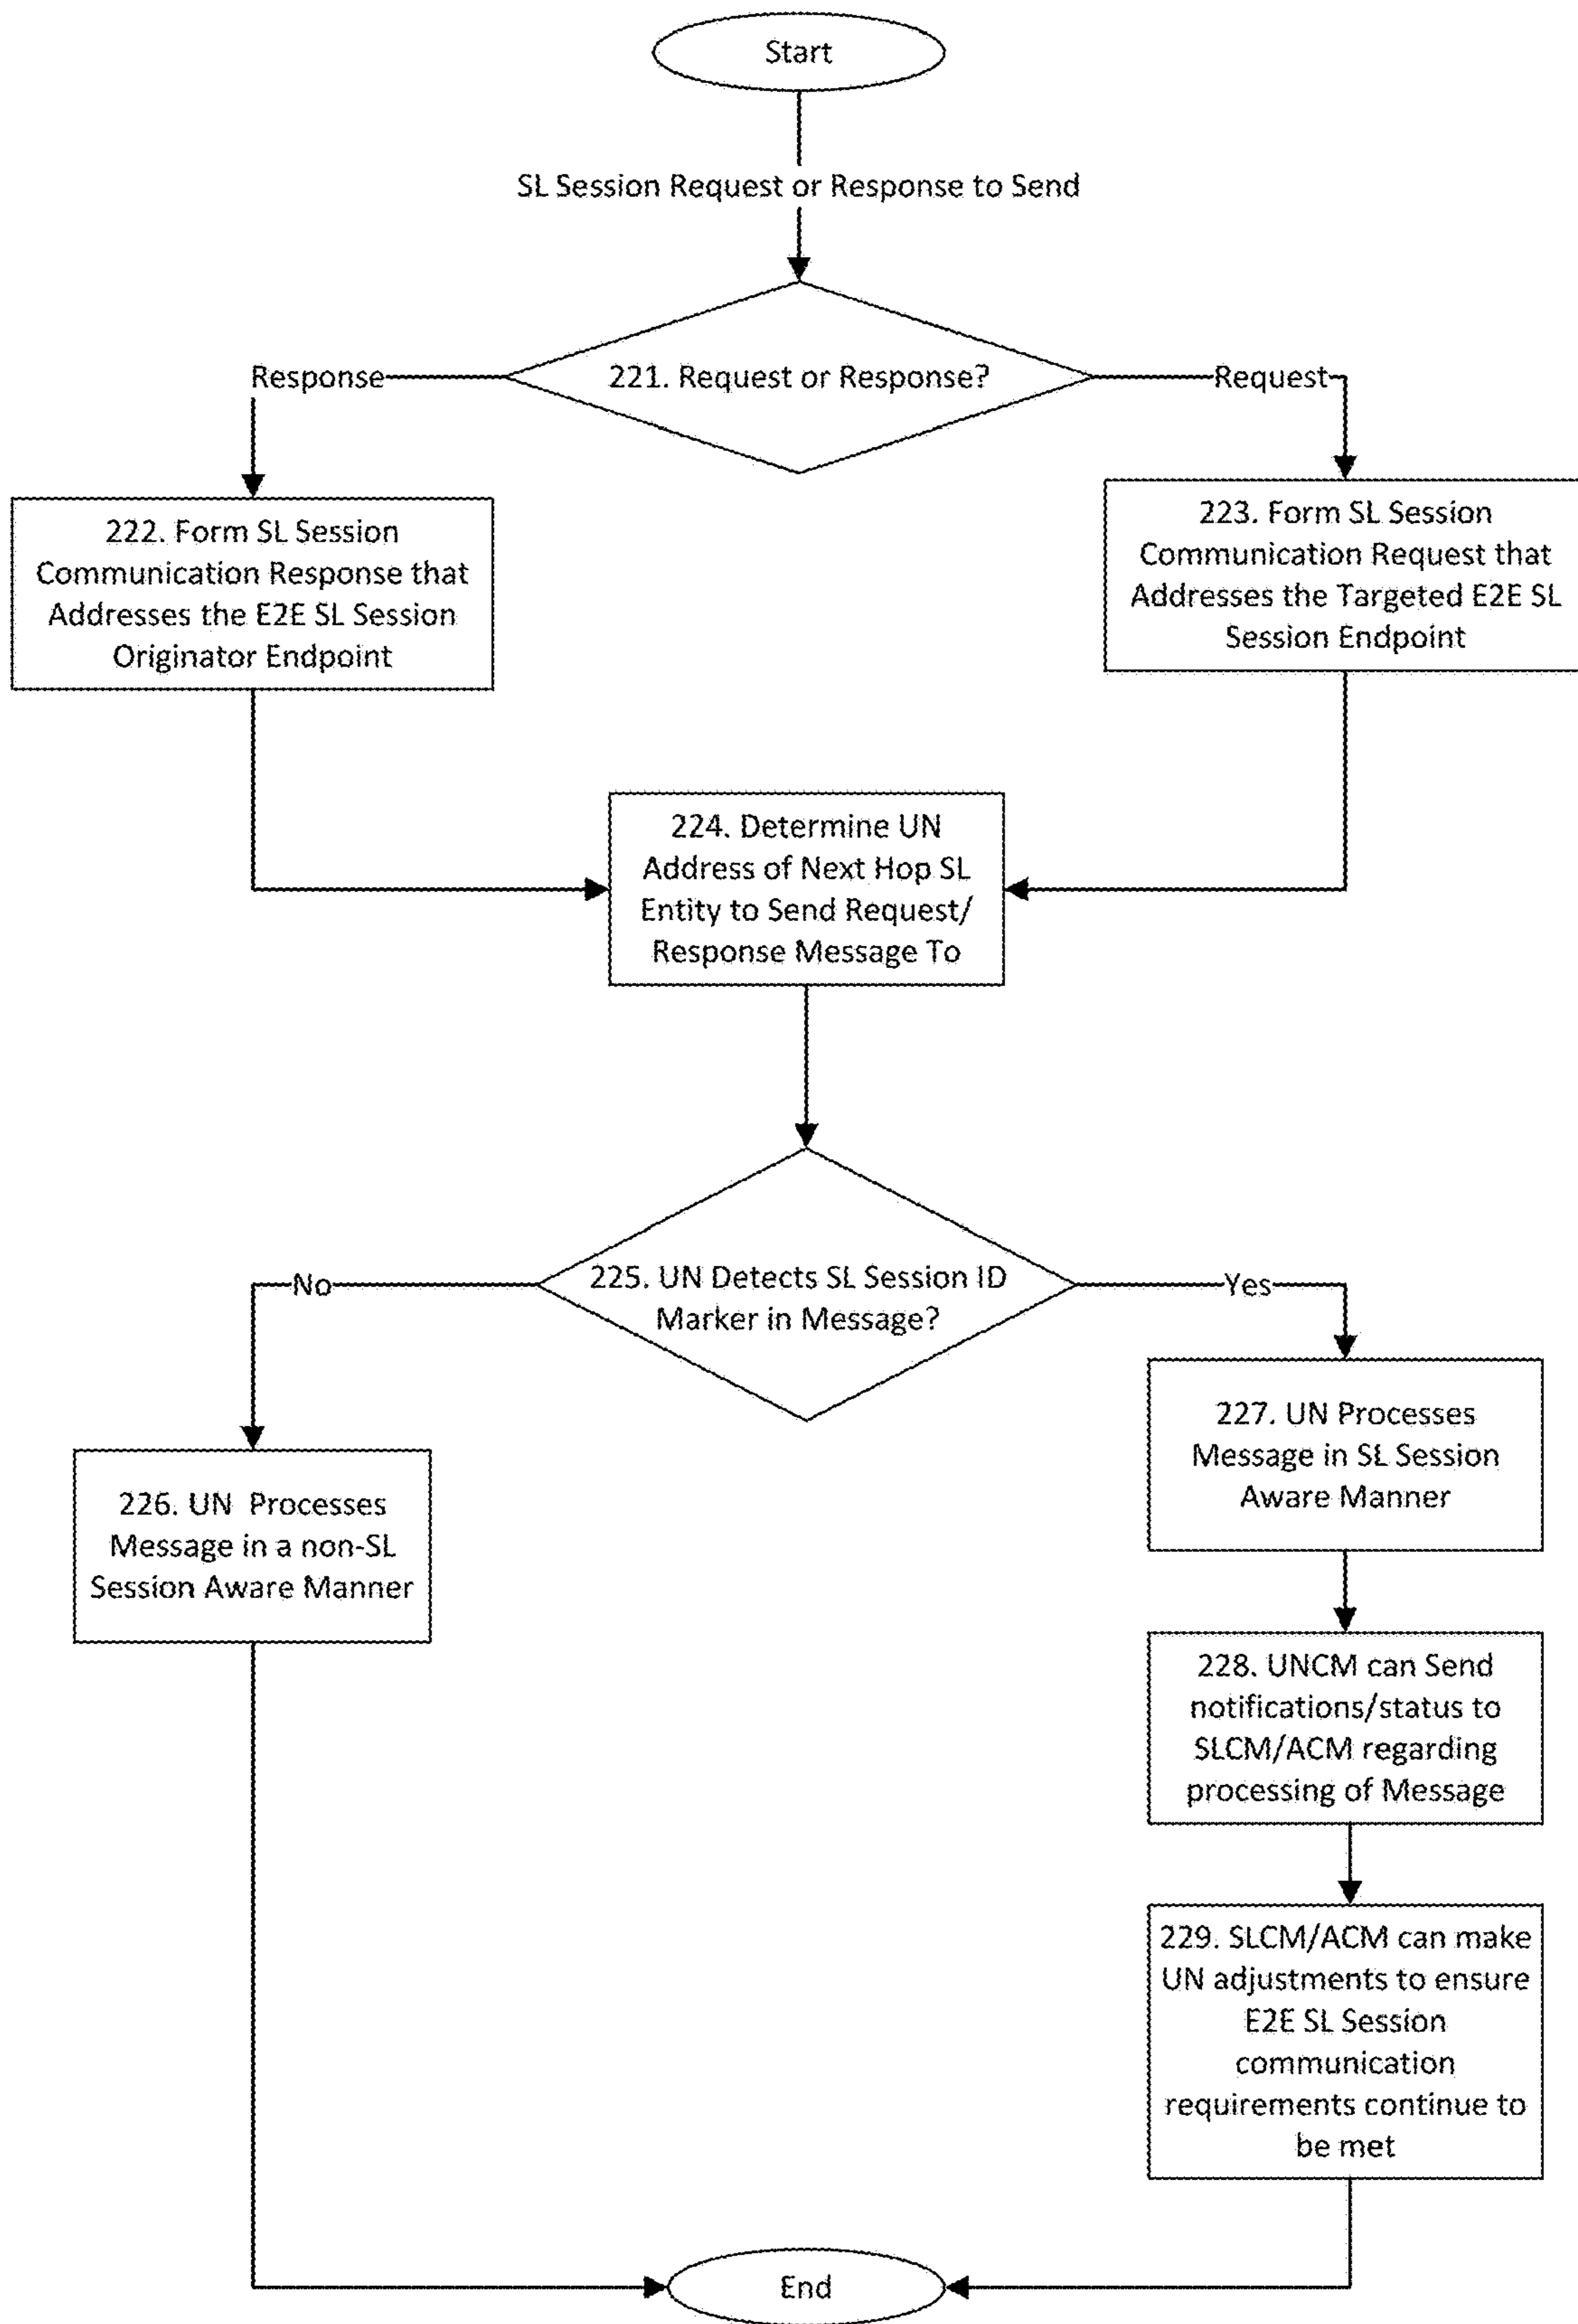 Start
SL Session Request or Response to Send
221. Request or Response?
Response
Request
222. Form SL Session
Communication Response that
Addresses the E2E SL Session
Originator Endpoint
223. Form SL Session
Communication Request that
Addresses the Targeted E2E SL
Session Endpoint
224. Determine UN
Address of Next Hop SL
Entity to Send Request/
Response Message To
225. UN Detects SL Session ID
Marker in Message?
No
Yes
226. UN Processes
Message in a non-SL
Session Aware Manner
227. UN Processes
Message in SL Session
Aware Manner
228. UNCM can Send
notifications/status to
SLCM/ACM regarding
processing of Message
229. SLCM/ACM can make
UN adjustments to ensure
E2E SL Session
communication
requirements continue to
be met
End